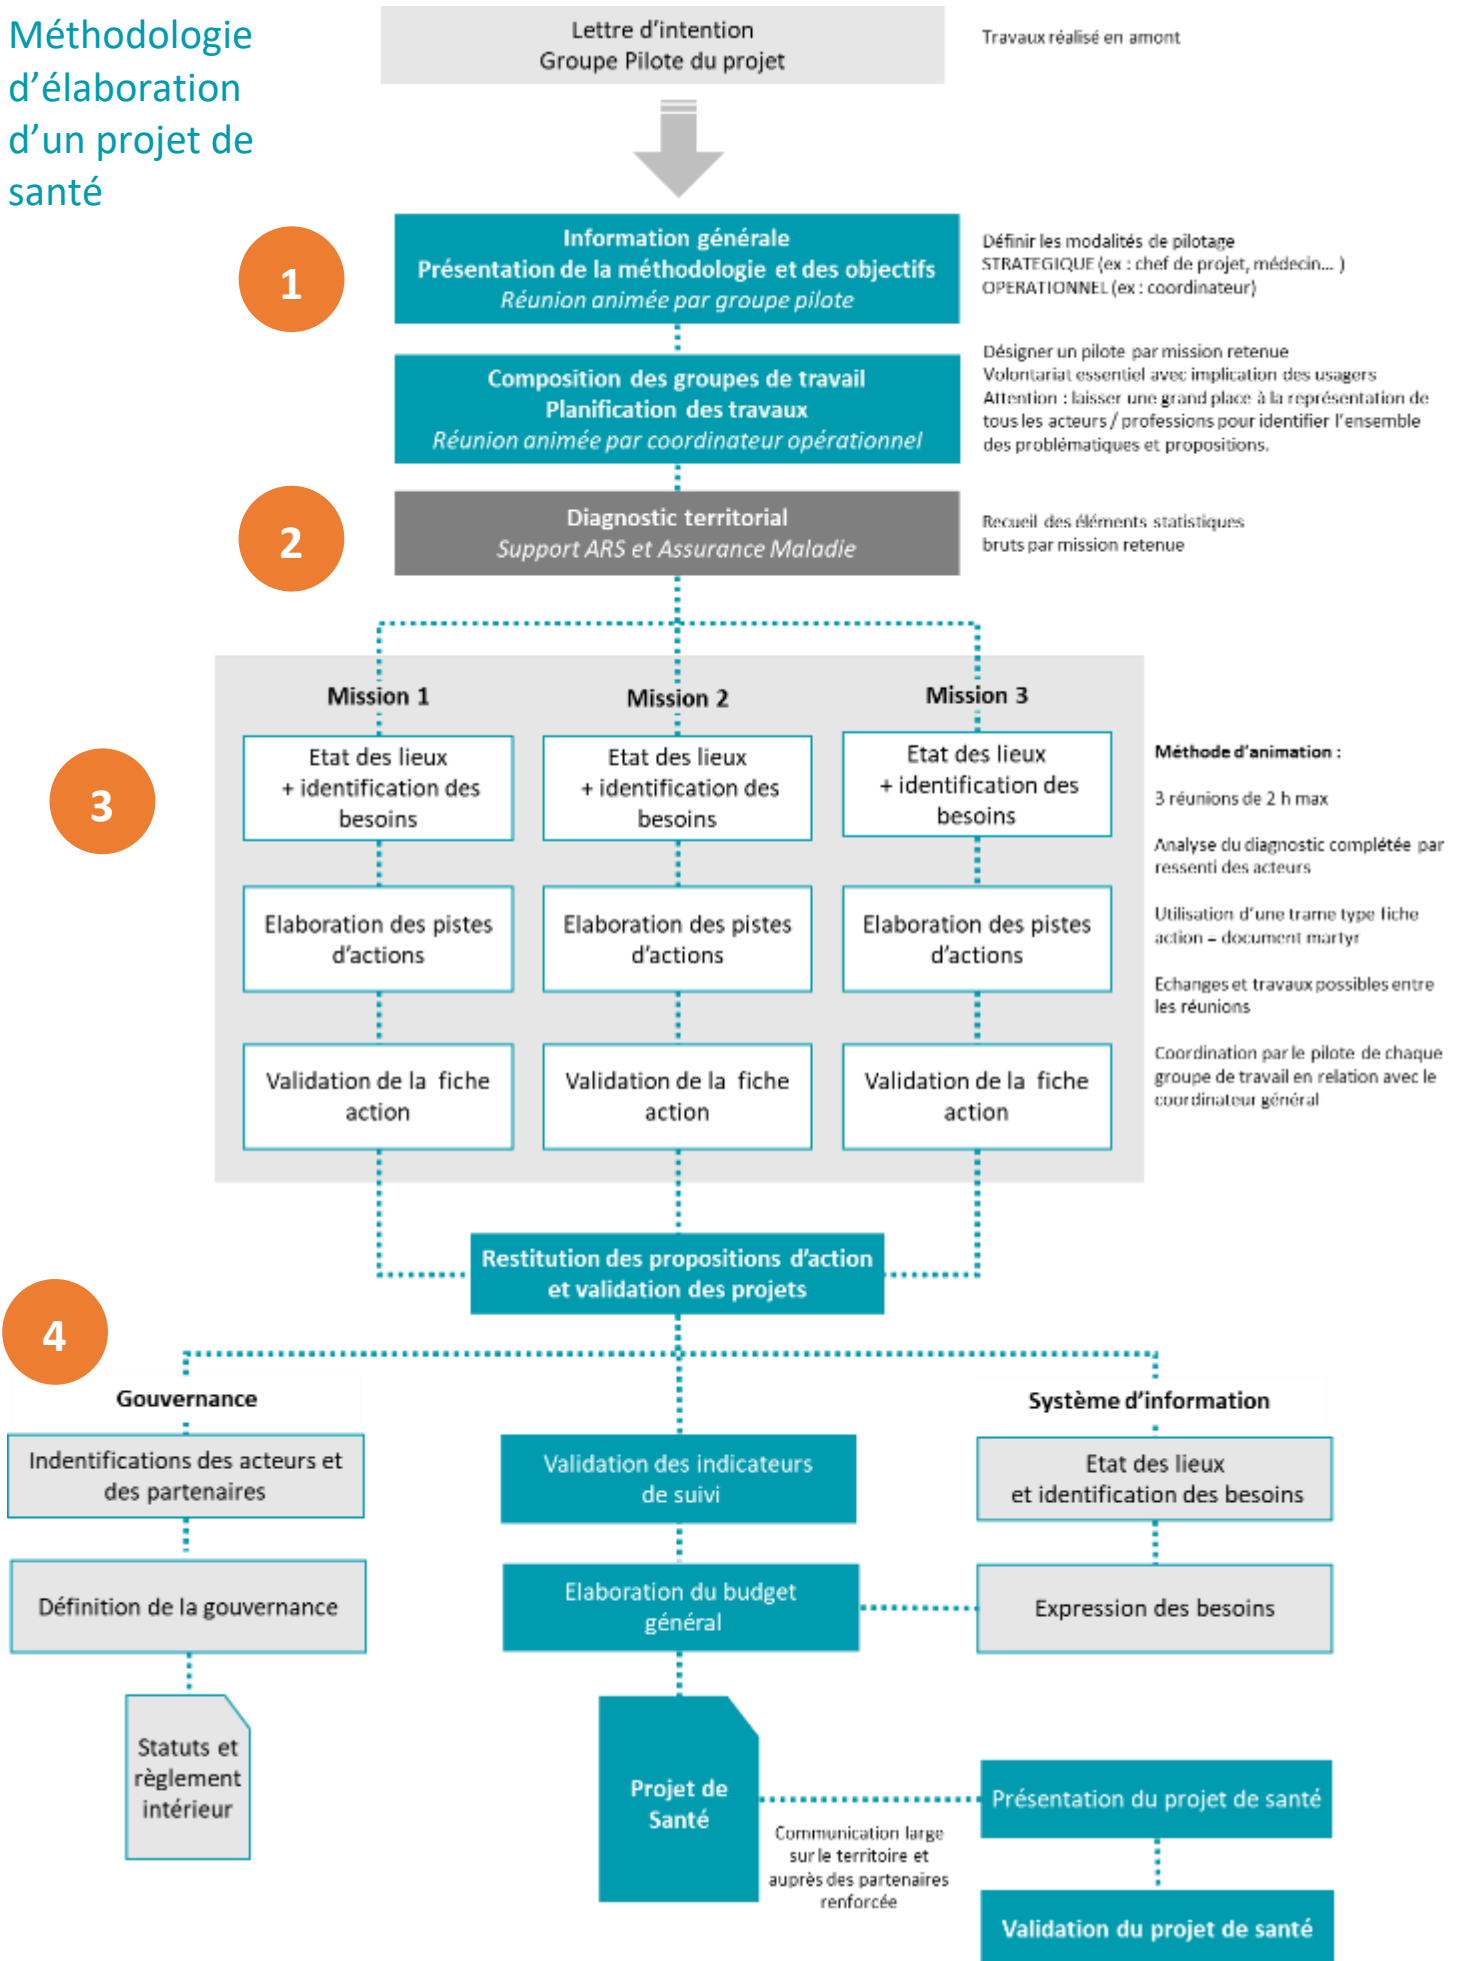 Méthodologie
d'élaboration
d'un projet de
santé
Lettre d'intention
Groupe Pilote du projet
Travaux réalisé en amont
1
Information générale
Présentation de la méthodologie et des objectifs
Réunion animée par groupe pilote
Définir les modalités de pilotage
STRATEGIQUE (ex : chef de projet, médecin... )
OPERATIONNEL (ex : coordinateur)
Composition des groupes de travail
Planification des travaux
Réunion animée par coordinateur opérationnel
Désigner un pilote par mission retenue
Volontariat essentiel avec implication des usagers
Attention : laisser une grand place à la représentation de
tous les acteurs / professions pour identifier l'ensemble
des problématiques et propositions.
2
Diagnostic territorial
Support ARS et Assurance Maladie
Recueil des éléments statistiques
bruts par mission retenue
3
Mission 1
Etat des lieux
+ identification des
besoins
Elaboration des pistes
d'actions
Validation de la fiche
action
Mission 2
Etat des lieux
+ identification des
besoins
Elaboration des pistes
d'actions
Validation de la fiche
action
Mission 3
Etat des lieux
+ identification des
besoins
Elaboration des pistes
d'actions
Validation de la fiche
action
Méthode d'animation :
3 réunions de 2 h max
Analyse du diagnostic complétée par
ressenti des acteurs
Utilisation d'une trame type fiche
action = document martyr
Echanges et travaux possibles entre
les réunions
Coordination par le pilote de chaque
groupe de travail en relation avec le
coordinateur général
Restitution des propositions d'action
et validation des projets
4
Gouvernance
Indentifications des acteurs et
des partenaires
Définition de la gouvernance
Statuts et
règlement
intérieur
Validation des indicateurs
de suivi
Elaboration du budget
général
Projet de
Santé
Communication large
sur le territoire et
auprès des partenaires
renforcée
Système d'information
Etat des lieux
et identification des besoins
Expression des besoins
Présentation du projet de santé
Validation du projet de santé